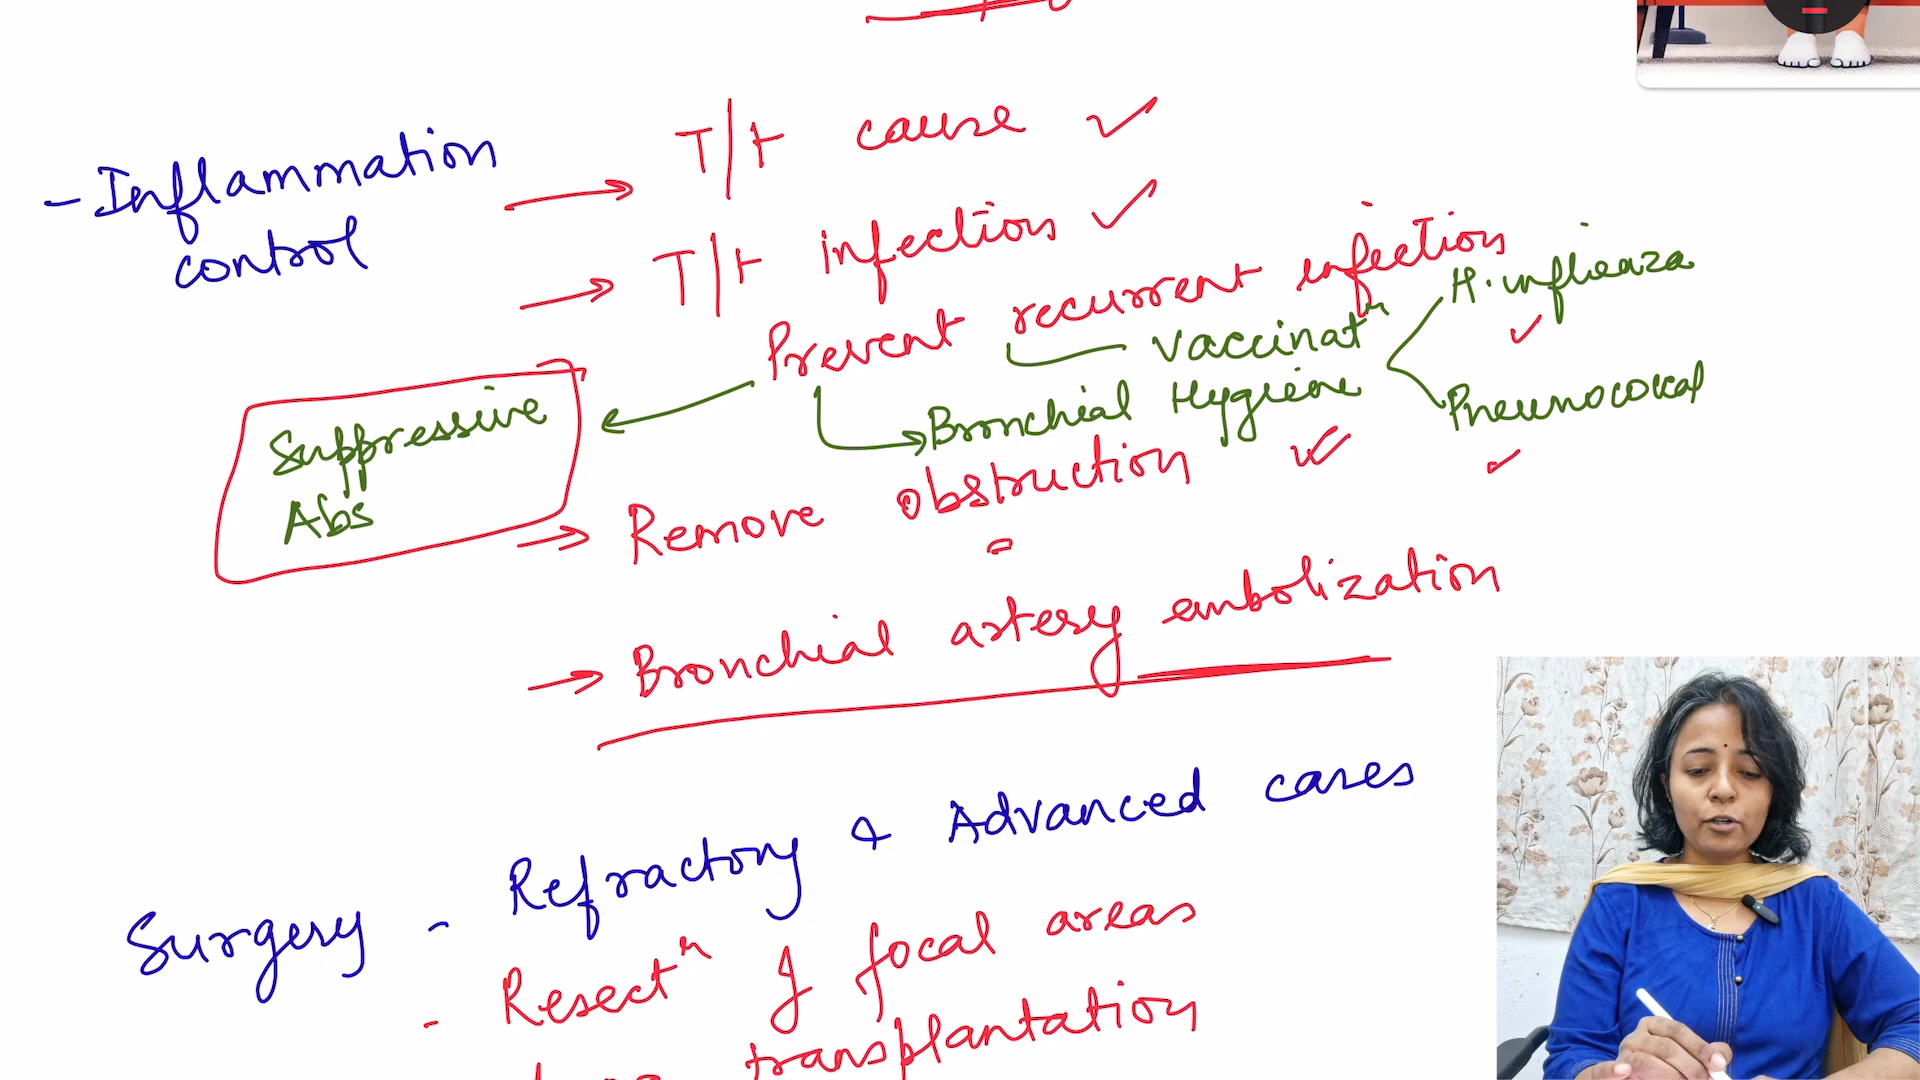 T/t cause
- Inflammation
control
T/t infection
Prevent recurrent infection
H. influenza
Vaccinatⁿ
Bronchial Hygiene
Pneumococcal
Suppressive
Abs
Remove obstruction
Bronchial artery embolization
Surgery - Refractory & Advanced cases
- Resectⁿ of focal areas
transplantation